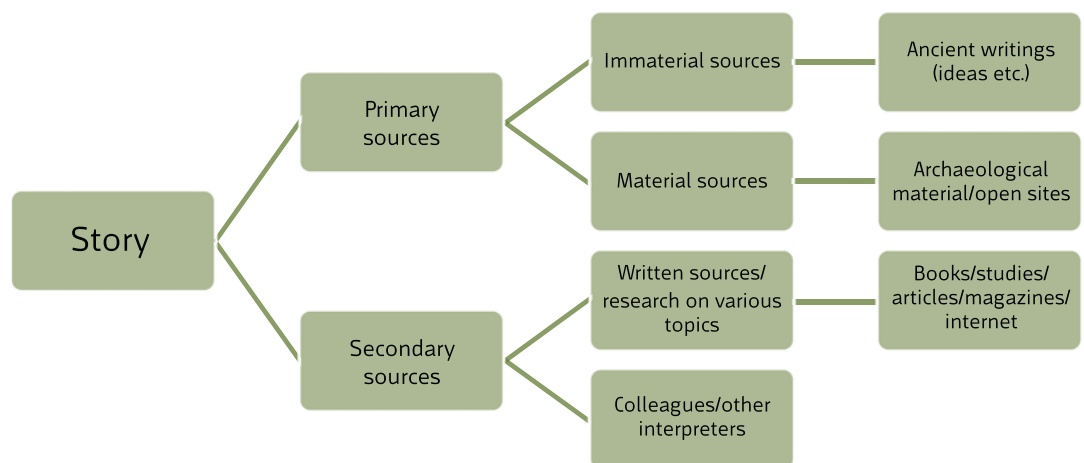 Story
Primary
sources
Secondary
sources
Immaterial sources
Material sources
Written sources/
research on various
topics
Colleagues/other
interpreters
Ancient writings
(ideas etc.)
Archaeological
material/open sites
Books/studies/
articles/magazines/
internet